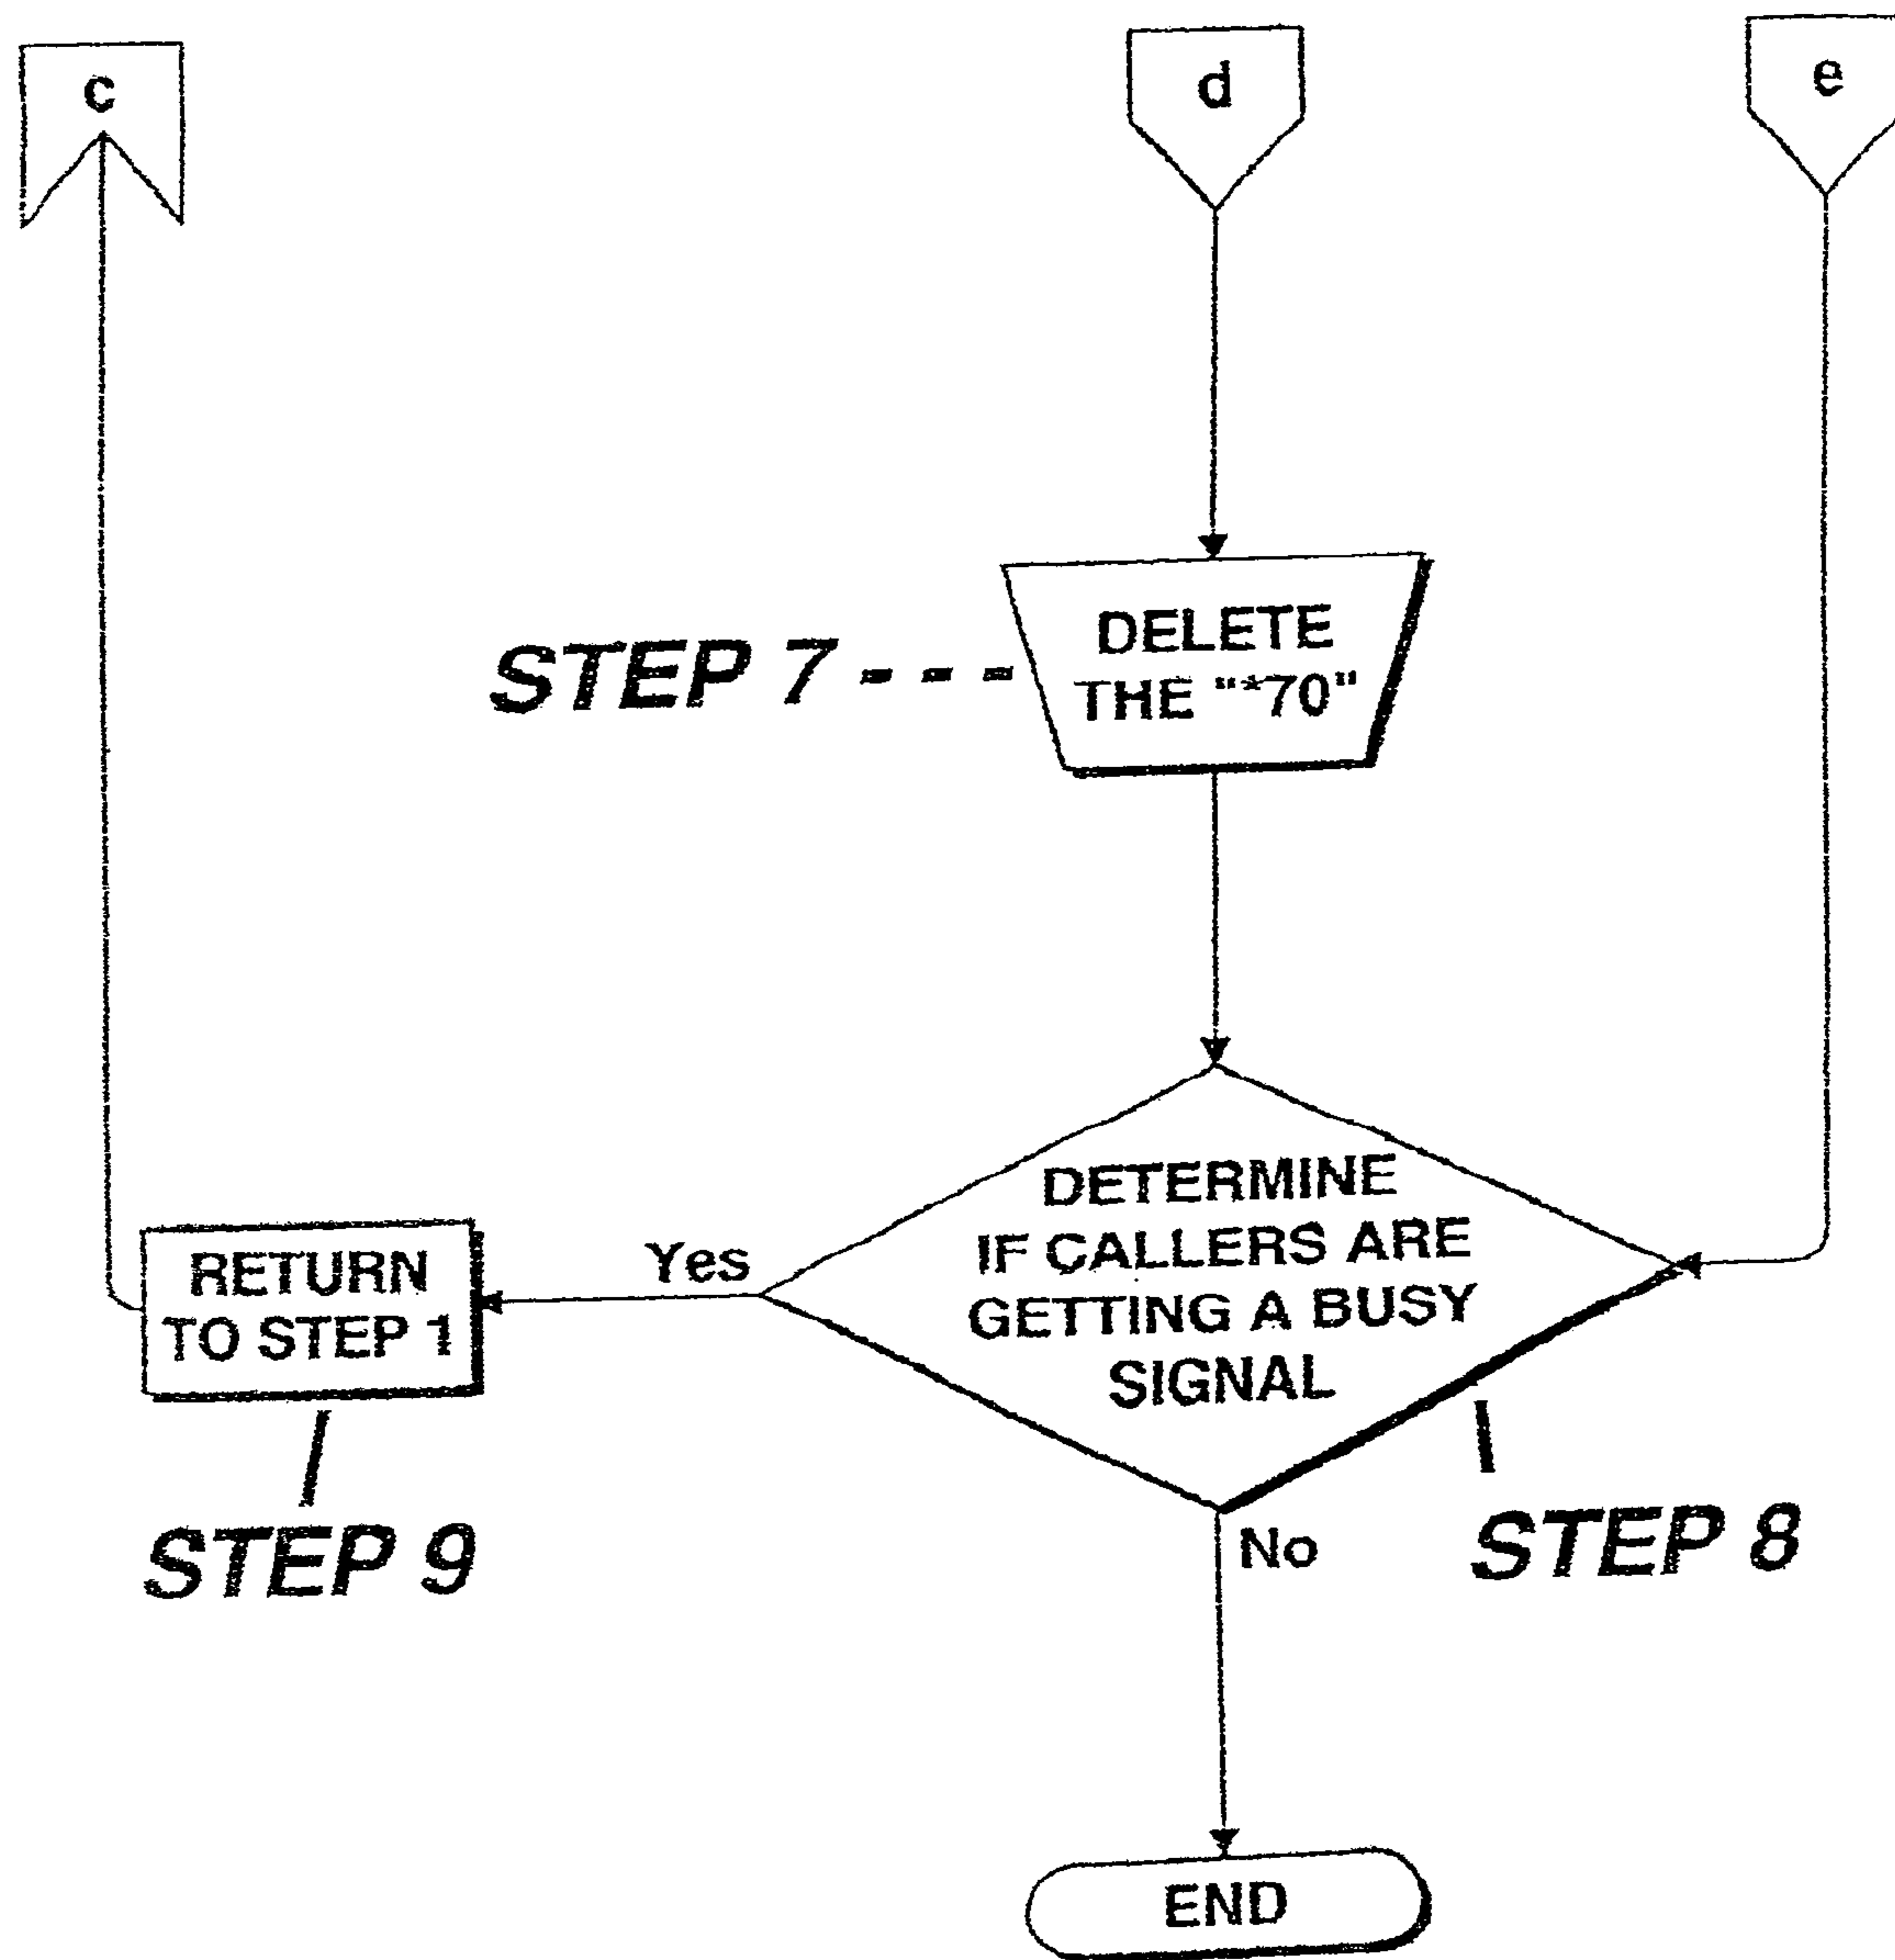 c
d
e
STEP 7
DELETE
THE "*70"
DETERMINE
IF CALLERS ARE
GETTING A BUSY
SIGNAL
Yes
RETURN
TO STEP 1
STEP 9
No
STEP 8
END